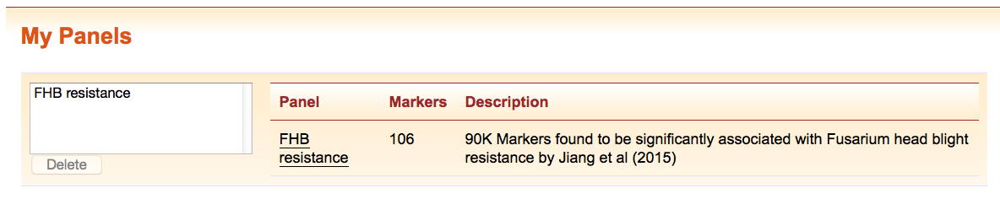 My Panels
FHB resistance
Delete
Panel Markers Description
FHB 106 90K Markers found to be significantly associated with Fusarium head blight
resistance resistance by Jiang et al (2015)